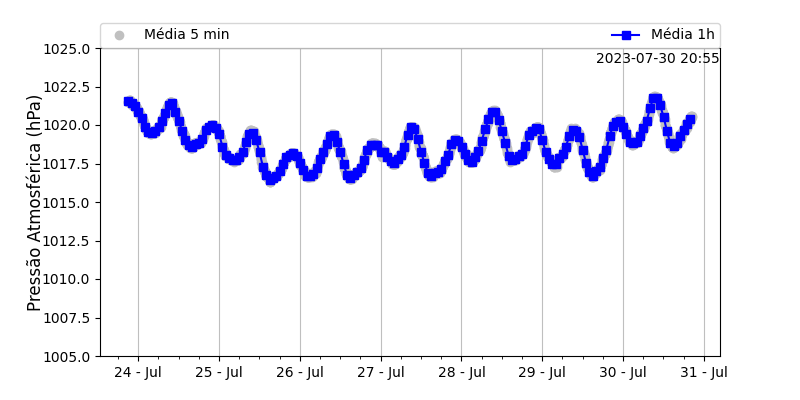 Média 5 min
Média 1h
2023-07-30 20:55
Pressão Atmosférica (hPa)
1025.0
1022.5
1020.0
1017.5
1015.0
1012.5
1010.0
1007.5
1005.0
24 - Jul
25 - Jul
26 - Jul
27 - Jul
28 - Jul
29 - Jul
30 - Jul
31 - Jul